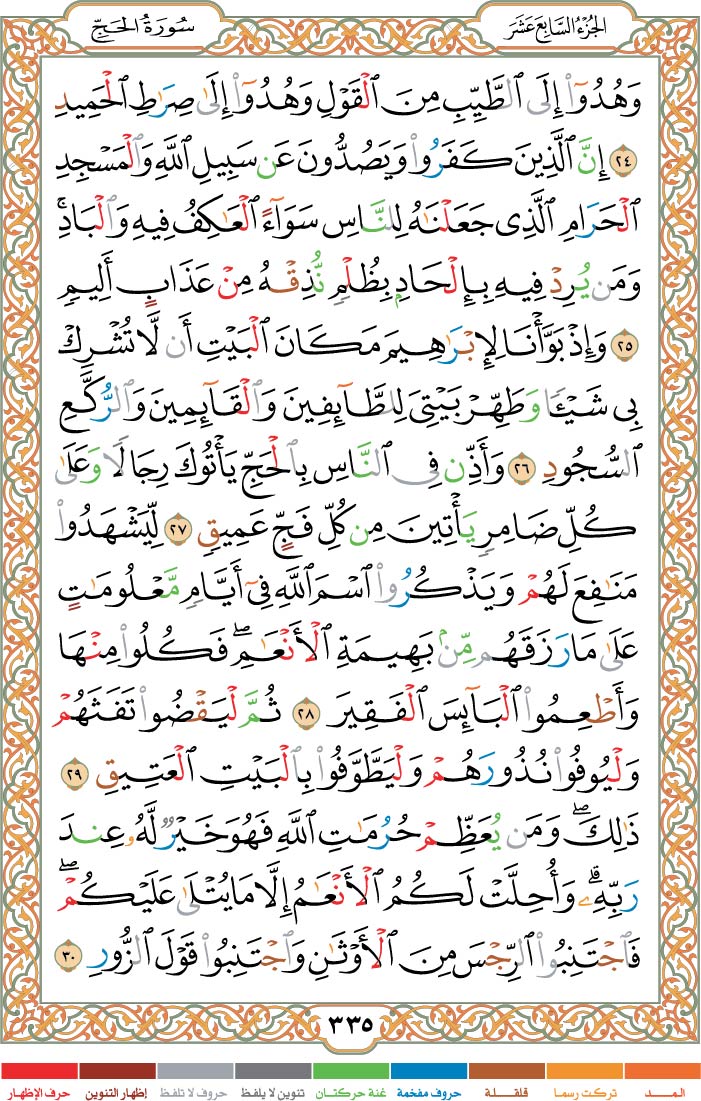 الجُزْءُ السَّابِعَ عَشَرَ
سُورَةُ الحَجِّ
وَهُدُوٓا۟ إِلَى ٱلطَّيِّبِ مِنَ ٱلْقَوْلِ وَهُدُوٓا۟ إِلَىٰ صِرَٰطِ ٱلْحَمِيدِ
٢٤ إِنَّ ٱلَّذِينَ كَفَرُوا۟ وَيَصُدُّونَ عَن سَبِيلِ ٱللَّهِ وَٱلْمَسْجِدِ
ٱلْحَرَامِ ٱلَّذِى جَعَلْنَٰهُ لِلنَّاسِ سَوَآءً ٱلْعَٰكِفُ فِيهِ وَٱلْبَادِ ۚ
وَمَن يُرِدْ فِيهِ بِإِلْحَادٍۭ بِظُلْمٍ نُّذِقْهُ مِنْ عَذَابٍ أَلِيمٍ
٢٥ وَإِذْ بَوَّأْنَا لِإِبْرَٰهِيمَ مَكَانَ ٱلْبَيْتِ أَن لَّا تُشْرِكْ
بِى شَيْـًٔا وَطَهِّرْ بَيْتِىَ لِلطَّآئِفِينَ وَٱلْقَآئِمِينَ وَٱلرُّكَّعِ
ٱلسُّجُودِ ٢٦ وَأَذِّن فِى ٱلنَّاسِ بِٱلْحَجِّ يَأْتُوكَ رِجَالًا وَعَلَىٰ
كُلِّ ضَامِرٍ يَأْتِينَ مِن كُلِّ فَجٍّ عَمِيقٍ ٢٧ لِّيَشْهَدُوا۟
مَنَٰفِعَ لَهُمْ وَيَذْكُرُوا۟ ٱسْمَ ٱللَّهِ فِىٓ أَيَّامٍ مَّعْلُومَٰتٍ
عَلَىٰ مَا رَزَقَهُم مِّنۢ بَهِيمَةِ ٱلْأَنْعَٰمِ ۖ فَكُلُوا۟ مِنْهَا
وَأَطْعِمُوا۟ ٱلْبَآئِسَ ٱلْفَقِيرَ ٢٨ ثُمَّ لْيَقْضُوا۟ تَفَثَهُمْ
وَلْيُوفُوا۟ نُذُورَهُمْ وَلْيَطَّوَّفُوا۟ بِٱلْبَيْتِ ٱلْعَتِيقِ ٢٩
ذَٰلِكَ ۖ وَمَن يُعَظِّمْ حُرُمَٰتِ ٱللَّهِ فَهُوَ خَيْرٌ لَّهُۥ عِندَ
رَبِّهِۦ ۗ وَأُحِلَّتْ لَكُمُ ٱلْأَنْعَٰمُ إِلَّا مَا يُتْلَىٰ عَلَيْكُمْ ۖ
فَٱجْتَنِبُوا۟ ٱلرِّجْسَ مِنَ ٱلْأَوْثَٰنِ وَٱجْتَنِبُوا۟ قَوْلَ ٱلزُّورِ ٣٠
٣٣٥
المـــد تركت رسما قلقـلة حروف مفخمة غنة حركتان تنوين لا يلفظ حروف لا تلفظ إظهار التنوين حرف الإظهار